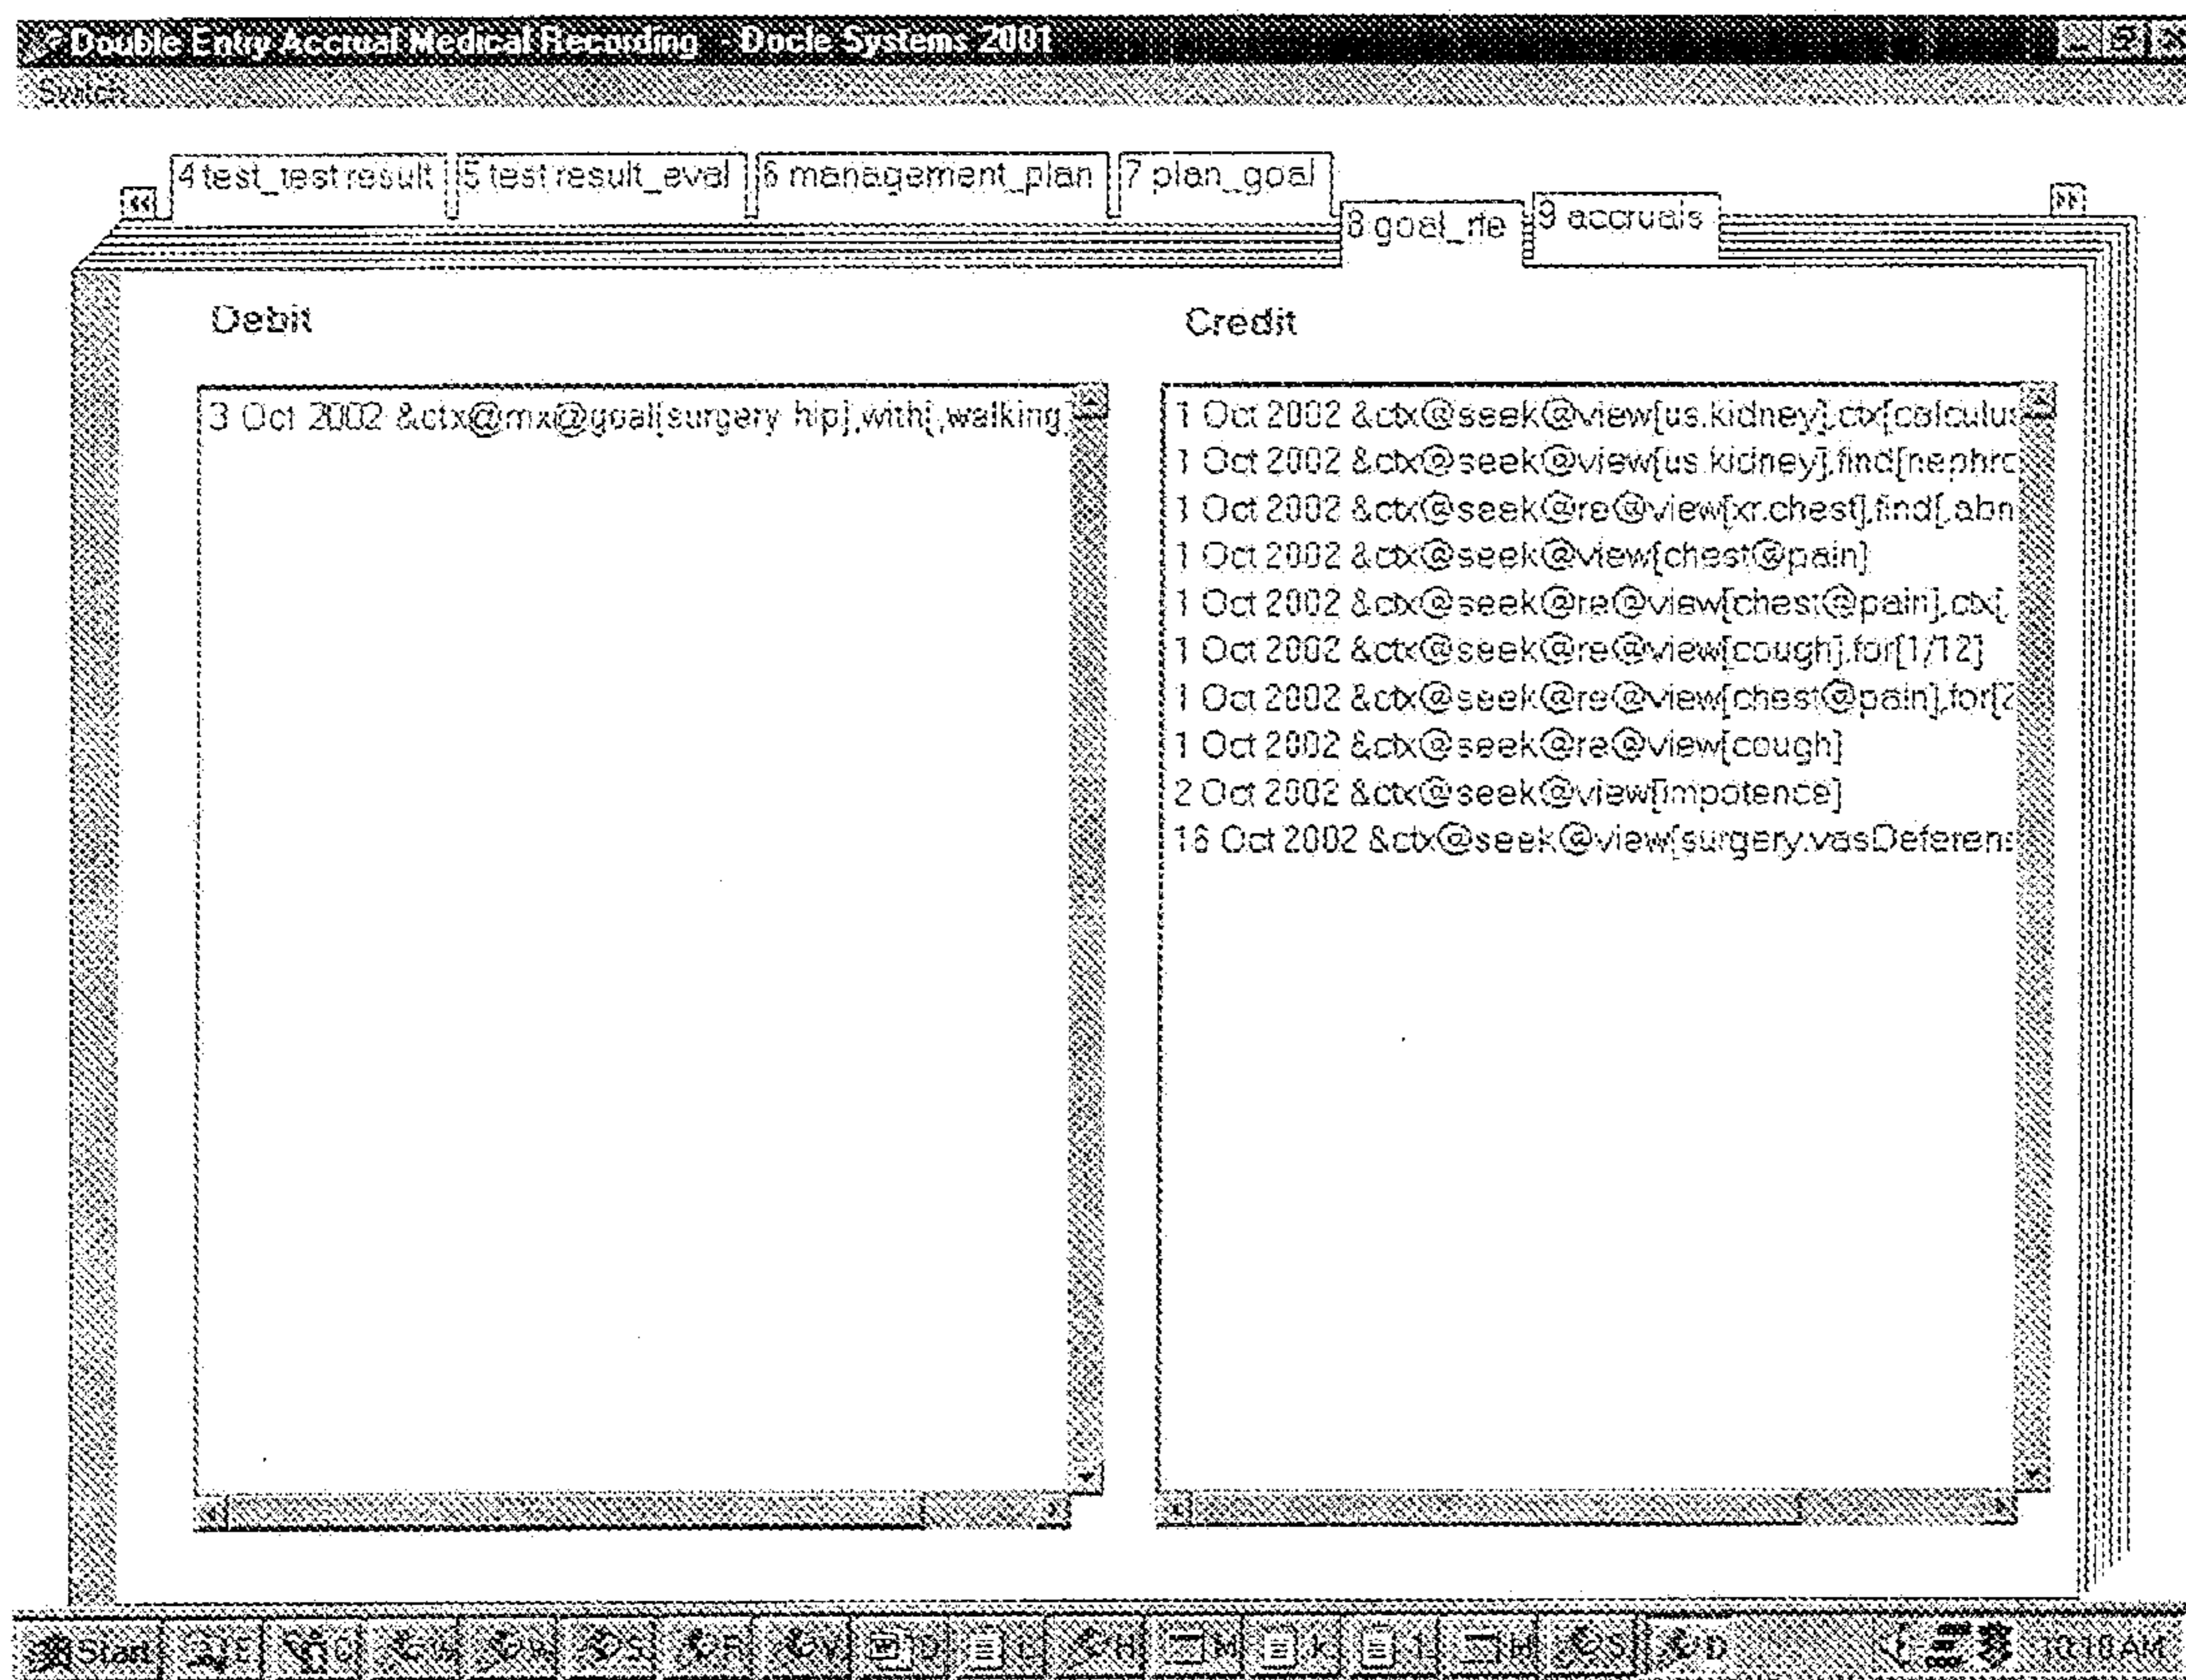 Double Entry Accrual Medical Recording - Docle Systems 2001
Switch
4 test_test result
5 test result_eval
6 management_plan
7 plan_goal
8 goal_rfe
9 accruals
Debit
Credit
3 Oct 2002 &ctx@mx@goal[surgery.hip],with[,walking,
1 Oct 2002 &ctx@seek@view[us.kidney],ctx[calculus
1 Oct 2002 &ctx@seek@view[us.kidney],find[nephro
1 Oct 2002 &ctx@seek@re@view[xr.chest],find[,abn
1 Oct 2002 &ctx@seek@view[chest@pain]
1 Oct 2002 &ctx@seek@re@view[chest@pain],ctx[,
1 Oct 2002 &ctx@seek@re@view[cough],for[1/12]
1 Oct 2002 &ctx@seek@re@view[chest@pain],for[2
1 Oct 2002 &ctx@seek@re@view[cough]
2 Oct 2002 &ctx@seek@view[impotence]
16 Oct 2002 &ctx@seek@view[surgery.vasDeferens
Start
10:18 AM